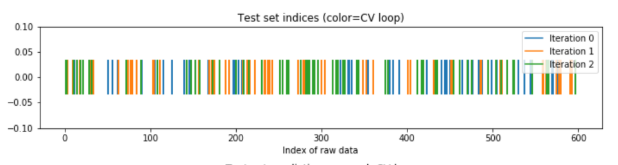 Test set indices (color=CV loop)
0.10
0.05
0.00
−0.05
−0.10
Iteration 0
Iteration 1
Iteration 2
0 100 200 300 400 500 600
Index of raw data